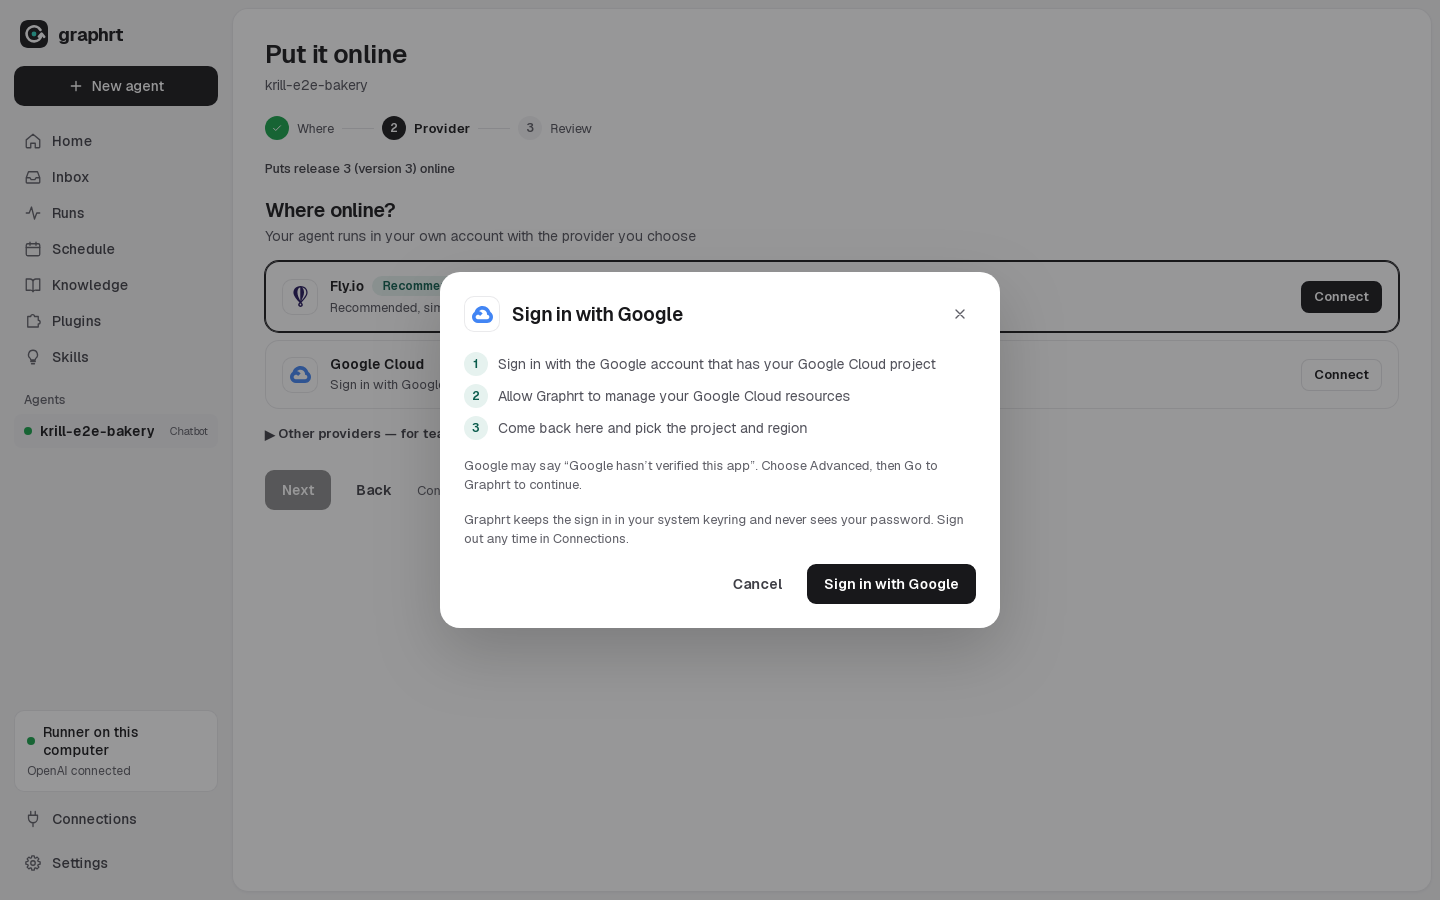 graphrt
New agent
Home
Inbox
Runs
Schedule
Knowledge
Plugins
Skills
Agents
krill-e2e-bakery Chatbot
Runner on this
computer
OpenAI connected
Connections
Settings
Put it online
krill-e2e-bakery
Where 2 Provider 3 Review
Puts release 3 (version 3) online
Where online?
Your agent runs in your own account with the provider you choose
Fly.io
Connect
Google Cloud
Sign in with
Connect
Other providers — for
Next Back
Sign in with Google
1 Sign in with the Google account that has your Google Cloud project
2 Allow Graphrt to manage your Google Cloud resources
3 Come back here and pick the project and region
Google may say “Google hasn’t verified this app”. Choose Advanced, then Go to
Graphrt to continue.
Graphrt keeps the sign in in your system keyring and never sees your password. Sign
out any time in Connections.
Cancel Sign in with Google